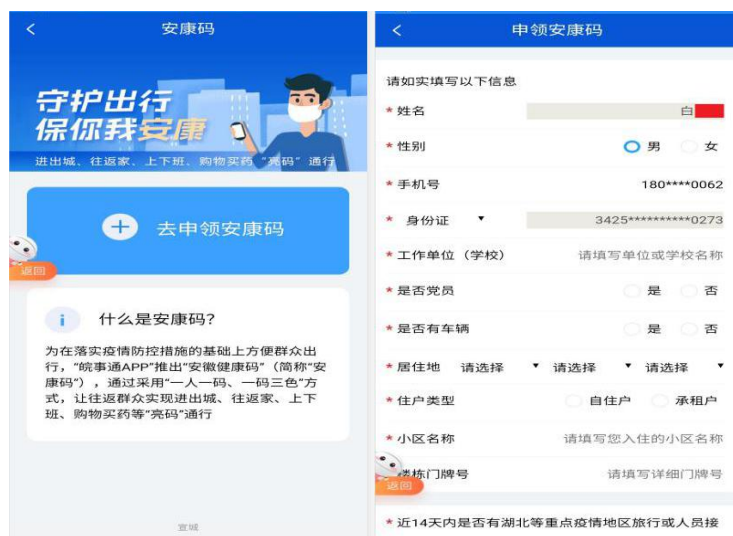 安康码
守护出行
保你我安康
进出城、往返家、上下班、购物买药“亮码”通行
去申领安康码
返回
什么是安康码?
为在落实疫情防控措施的基础上方便群众出
行，“皖事通APP”推出“安徽健康码”（简称“安
康码”），通过采用“一人一码、一码三色”方
式，让往返群众实现进出城、往返家、上下
班、购物买药等“亮码”通行
宣城
申领安康码
请如实填写以下信息
* 姓名 白
* 性别 男 女
* 手机号 180****0062
* 身份证 ▼ 3425**********0273
* 工作单位（学校） 请填写单位或学校名称
* 是否党员 是 否
* 是否有车辆 是 否
* 居住地 请选择 ▼ 请选择 ▼ 请选择 ▼
* 住户类型 自住户 承租户
* 小区名称 请填写您入住的小区名称
楼栋门牌号 请填写详细门牌号
返回
* 近14天内是否有湖北等重点疫情地区旅行或人员接